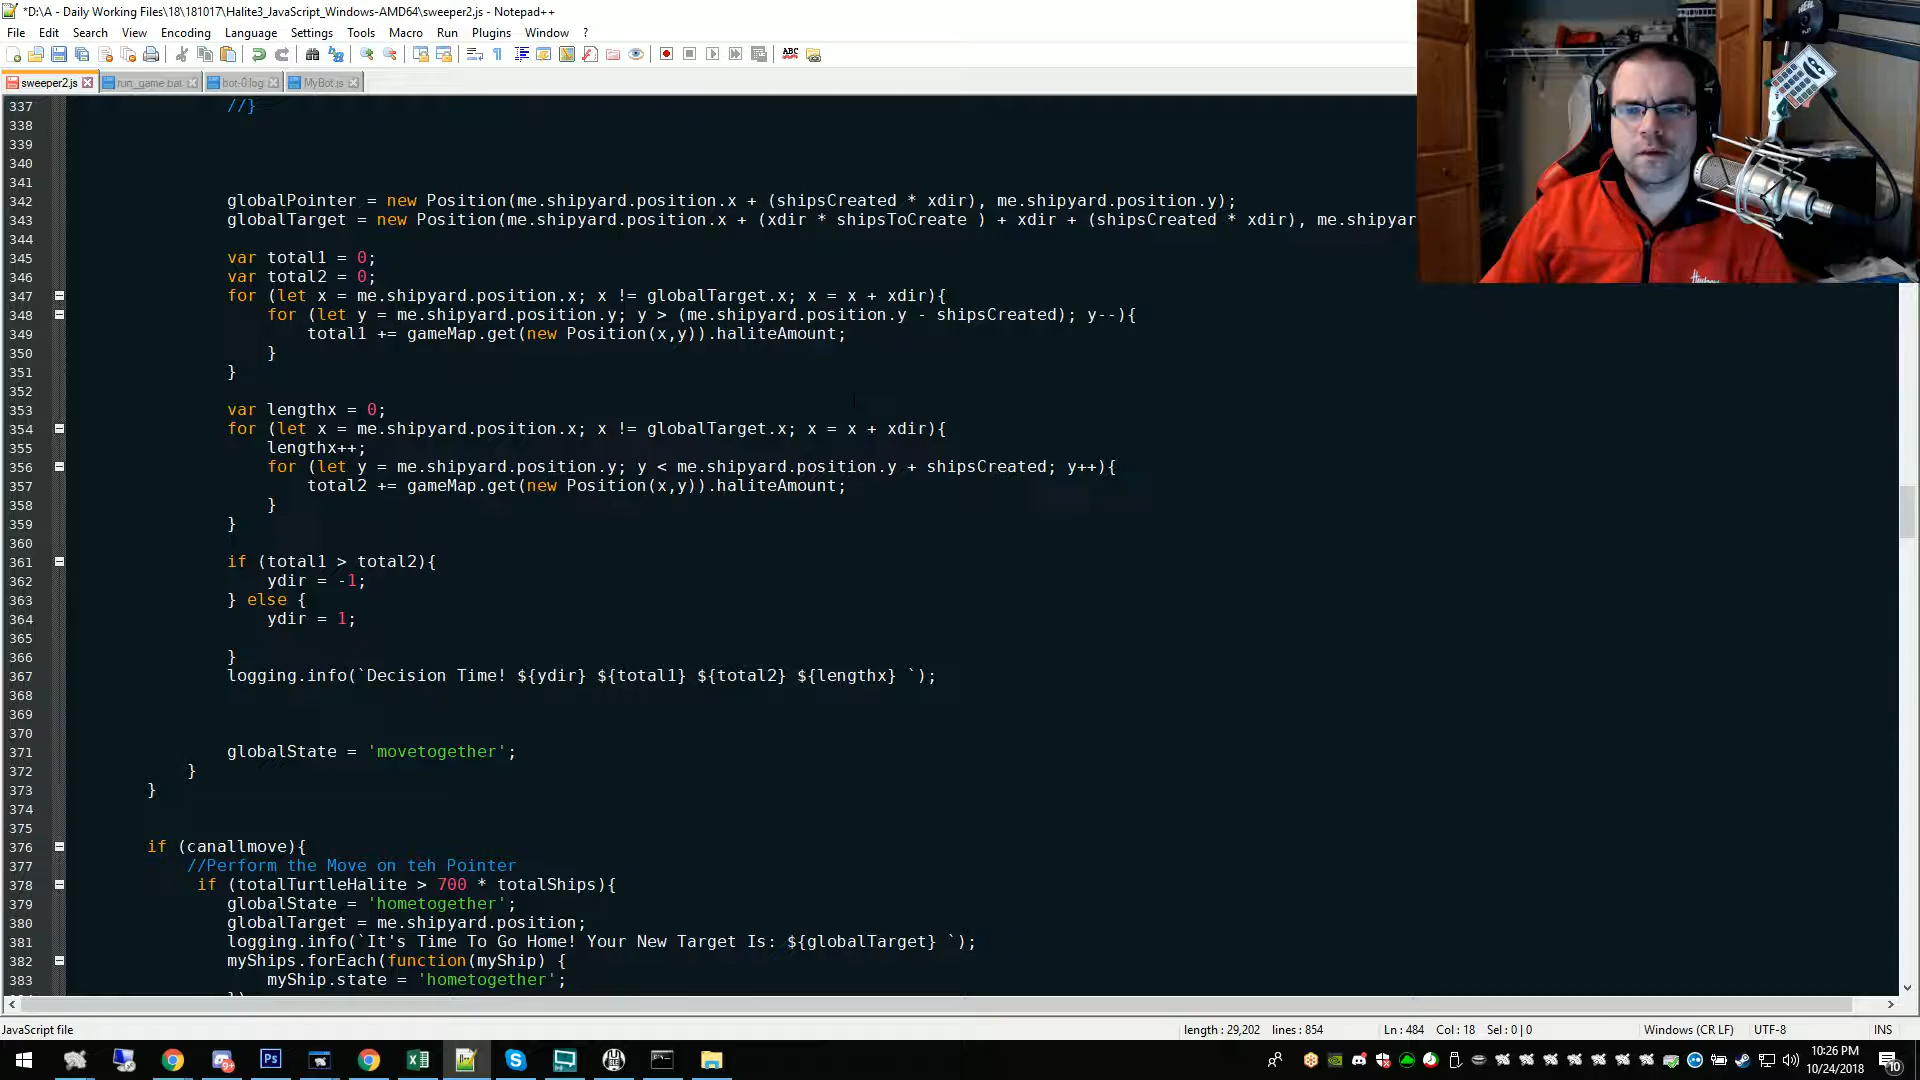 *D:\A - Daily Working Files\18\181017\Halite3_JavaScript_Windows-AMD64\sweeper2.js - Notepad++
File Edit Search View Encoding Language Settings Tools Macro Run Plugins Window ?
sweeper2.js run_game.bat bot-0.log MyBot.js
337 //}
338
339
340
341
342 globalPointer = new Position(me.shipyard.position.x + (shipsCreated * xdir), me.shipyard.position.y);
343 globalTarget = new Position(me.shipyard.position.x + (xdir * shipsToCreate ) + xdir + (shipsCreated * xdir), me.shipyar
344
345 var total1 = 0;
346 var total2 = 0;
347 for (let x = me.shipyard.position.x; x != globalTarget.x; x = x + xdir){
348 for (let y = me.shipyard.position.y; y > (me.shipyard.position.y - shipsCreated); y--){
349 total1 += gameMap.get(new Position(x,y)).haliteAmount;
350 }
351 }
352
353 var lengthx = 0;
354 for (let x = me.shipyard.position.x; x != globalTarget.x; x = x + xdir){
355 lengthx++;
356 for (let y = me.shipyard.position.y; y < me.shipyard.position.y + shipsCreated; y++){
357 total2 += gameMap.get(new Position(x,y)).haliteAmount;
358 }
359 }
360
361 if (total1 > total2){
362 ydir = -1;
363 } else {
364 ydir = 1;
365
366 }
367 logging.info(`Decision Time! ${ydir} ${total1} ${total2} ${lengthx} `);
368
369
370
371 globalState = 'movetogether';
372 }
373 }
374
375
376 if (canallmove){
377 //Perform the Move on teh Pointer
378 if (totalTurtleHalite > 700 * totalShips){
379 globalState = 'hometogether';
380 globalTarget = me.shipyard.position;
381 logging.info(`It's Time To Go Home! Your New Target Is: ${globalTarget} `);
382 myShips.forEach(function(myShip) {
383 myShip.state = 'hometogether';
JavaScript file length : 29,202 lines : 854 Ln : 484 Col : 18 Sel : 0 | 0 Windows (CR LF) UTF-8 INS
10:26 PM
10/24/2018